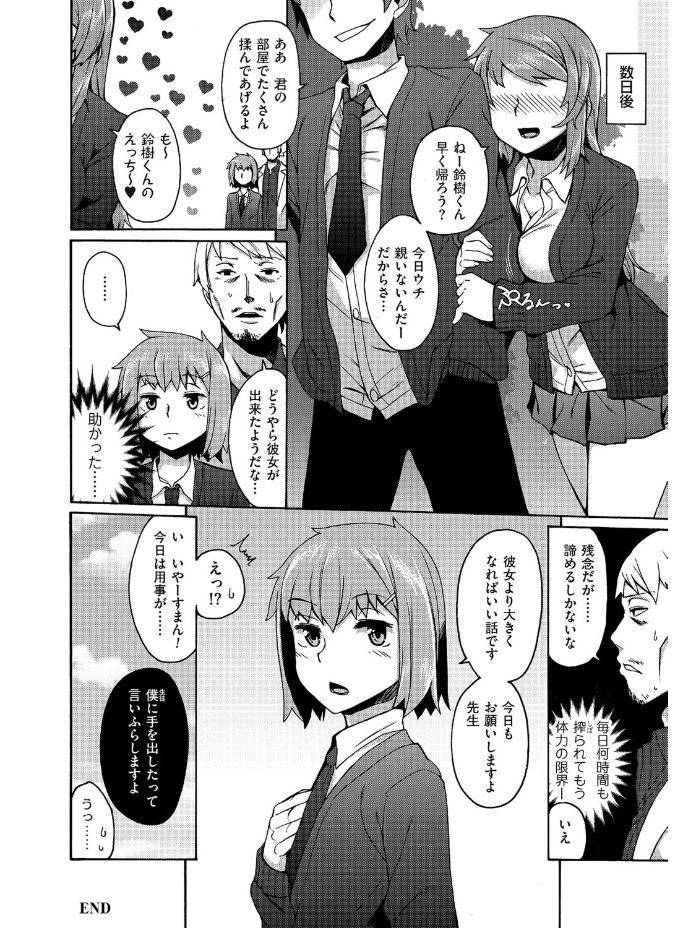 数日後
ねー鈴樹くん
早く帰ろう?
今日ウチ
親いないんだー
だからさ…
ぷるんっ
ああ 君の
部屋でたくさん
揉んであげるよ
も～
鈴樹くんの
えっち～♥
どうやら彼女が
出来たようだな…
……
助かった……
残念だが……
諦めるしかないな
毎日何時間も
搾られてもう
体力の限界ー
いえ
彼女より大きく
なればいい話です
今日も
お願いしますよ
先生
えっ!?
い いやーすまん!
今日は用事が……
僕に手を出したって
言いふらしますよ
うっ……
END